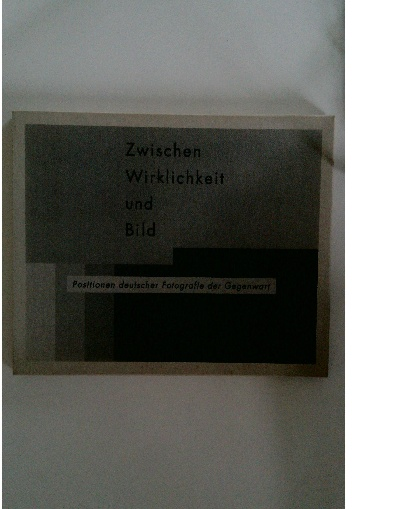 Zwischen
Wirklichkeit
und
Bild
Positionen deutscher Fotografie der Gegenwart